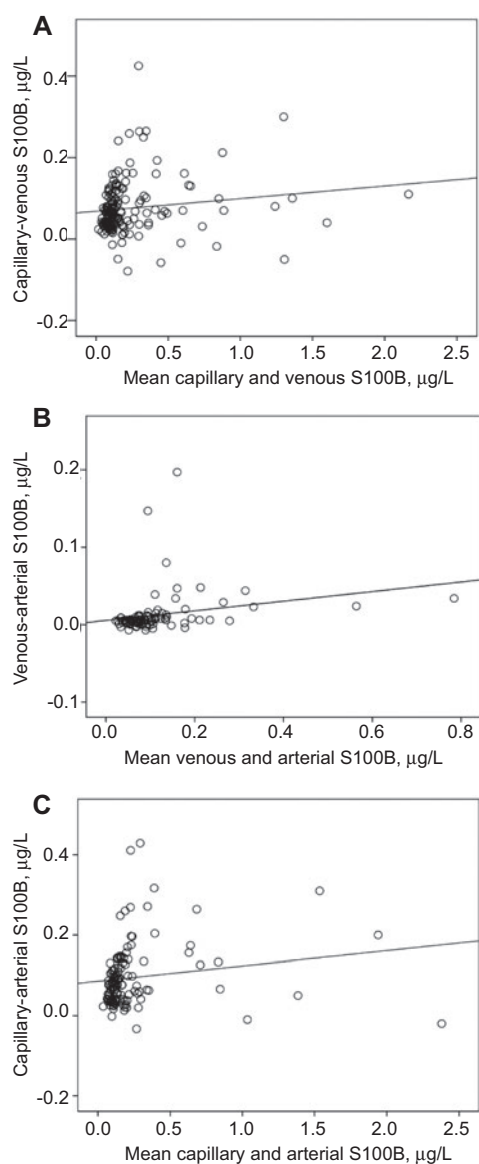 A
Capillary-venous S100B, µg/L
0.4
0.2
0.0
-0.2
0.0 0.5 1.0 1.5 2.0 2.5
Mean capillary and venous S100B, µg/L
B
Venous-arterial S100B, µg/L
0.2
0.1
0.0
-0.1
0.0 0.2 0.4 0.6 0.8
Mean venous and arterial S100B, µg/L
C
Capillary-arterial S100B, µg/L
0.4
0.2
0.0
-0.2
0.0 0.5 1.0 1.5 2.0 2.5
Mean capillary and arterial S100B, µg/L